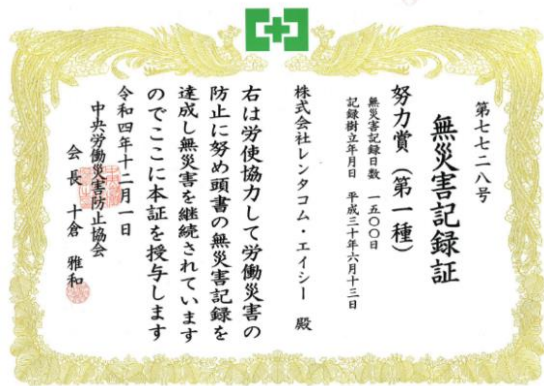 第七七二八号
無災害記録証
努力賞（第一種）
無災害記録日数 一五〇〇日
記録樹立年月日 平成三十年六月十三日
株式会社レンタコム・エイシー 殿
右は労使協力して労働災害の
防止に努め頭書の無災害記録を
達成し無災害を継続されています
のでここに本証を授与します
令和四年十二月一日
中央労働災害防止協会
会長 十倉 雅和